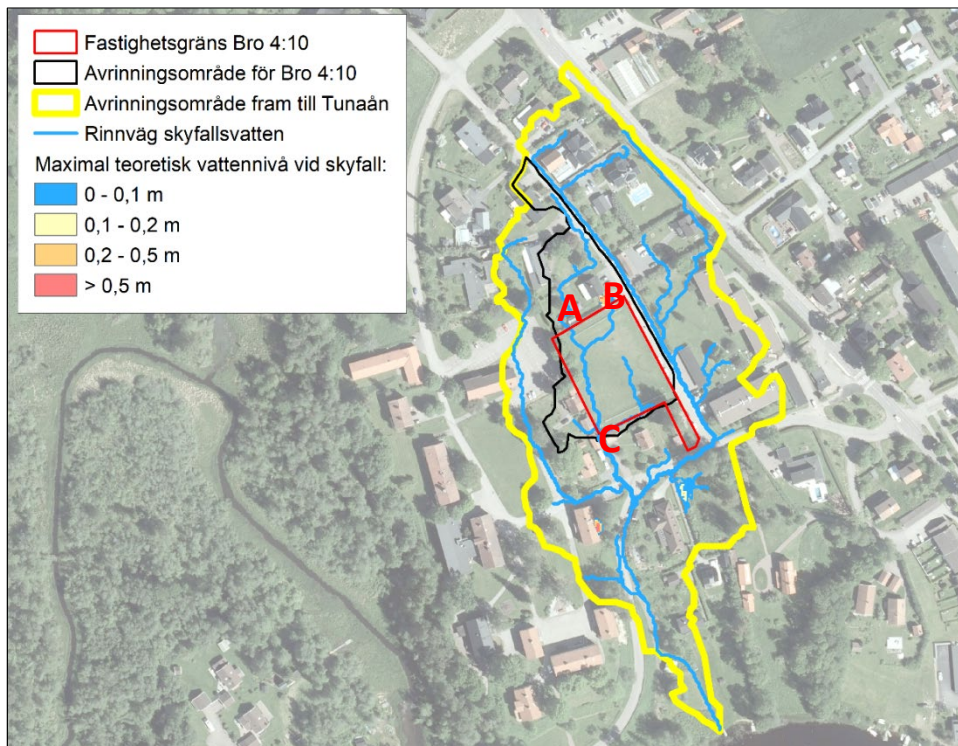 Fastighetsgräns Bro 4:10
Avrinningsområde för Bro 4:10
Avrinningsområde fram till Tunaån
Rinnväg skyfallsvatten
Maximal teoretisk vattennivå vid skyfall:
0 - 0,1 m
0,1 - 0,2 m
0,2 - 0,5 m
> 0,5 m
A
B
C